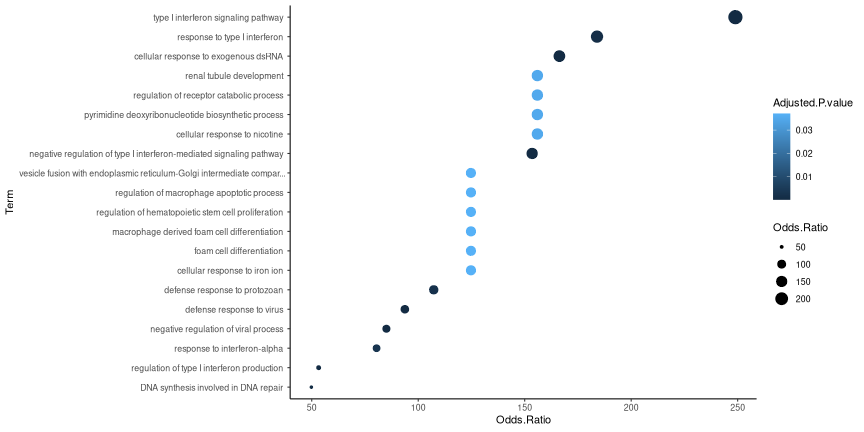 type I interferon signaling pathway
response to type I interferon
cellular response to exogenous dsRNA
renal tubule development
regulation of receptor catabolic process
pyrimidine deoxyribonucleotide biosynthetic process
cellular response to nicotine
negative regulation of type I interferon-mediated signaling pathway
vesicle fusion with endoplasmic reticulum-Golgi intermediate compar...
regulation of macrophage apoptotic process
regulation of hematopoietic stem cell proliferation
macrophage derived foam cell differentiation
foam cell differentiation
cellular response to iron ion
defense response to protozoan
defense response to virus
negative regulation of viral process
response to interferon-alpha
regulation of type I interferon production
DNA synthesis involved in DNA repair
Term
50 100 150 200 250
Odds.Ratio
Adjusted.P.value
0.03
0.02
0.01
Odds.Ratio
50
100
150
200